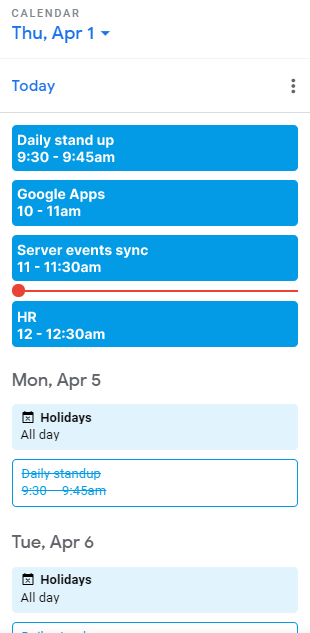 CALENDAR
Thu, Apr 1
Today
Daily stand up
9:30 - 9:45am
Google Apps
10 - 11am
Server events sync
11 - 11:30am
HR
12 - 12:30am
Mon, Apr 5
Holidays
All day
Daily standup
9:30 – 9:45am
Tue, Apr 6
Holidays
All day